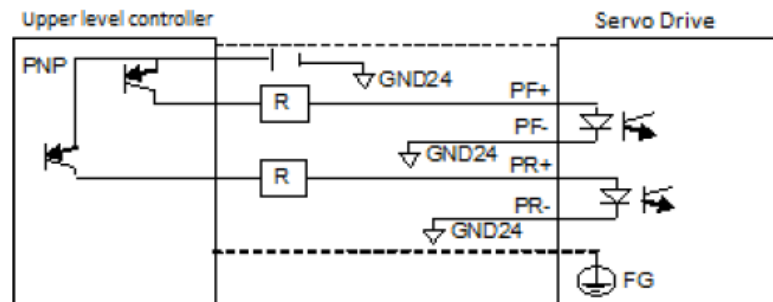 Upper level controller
Servo Drive
PNP
GND24
R
PF+
PF-
GND24
R
PR+
PR-
GND24
FG